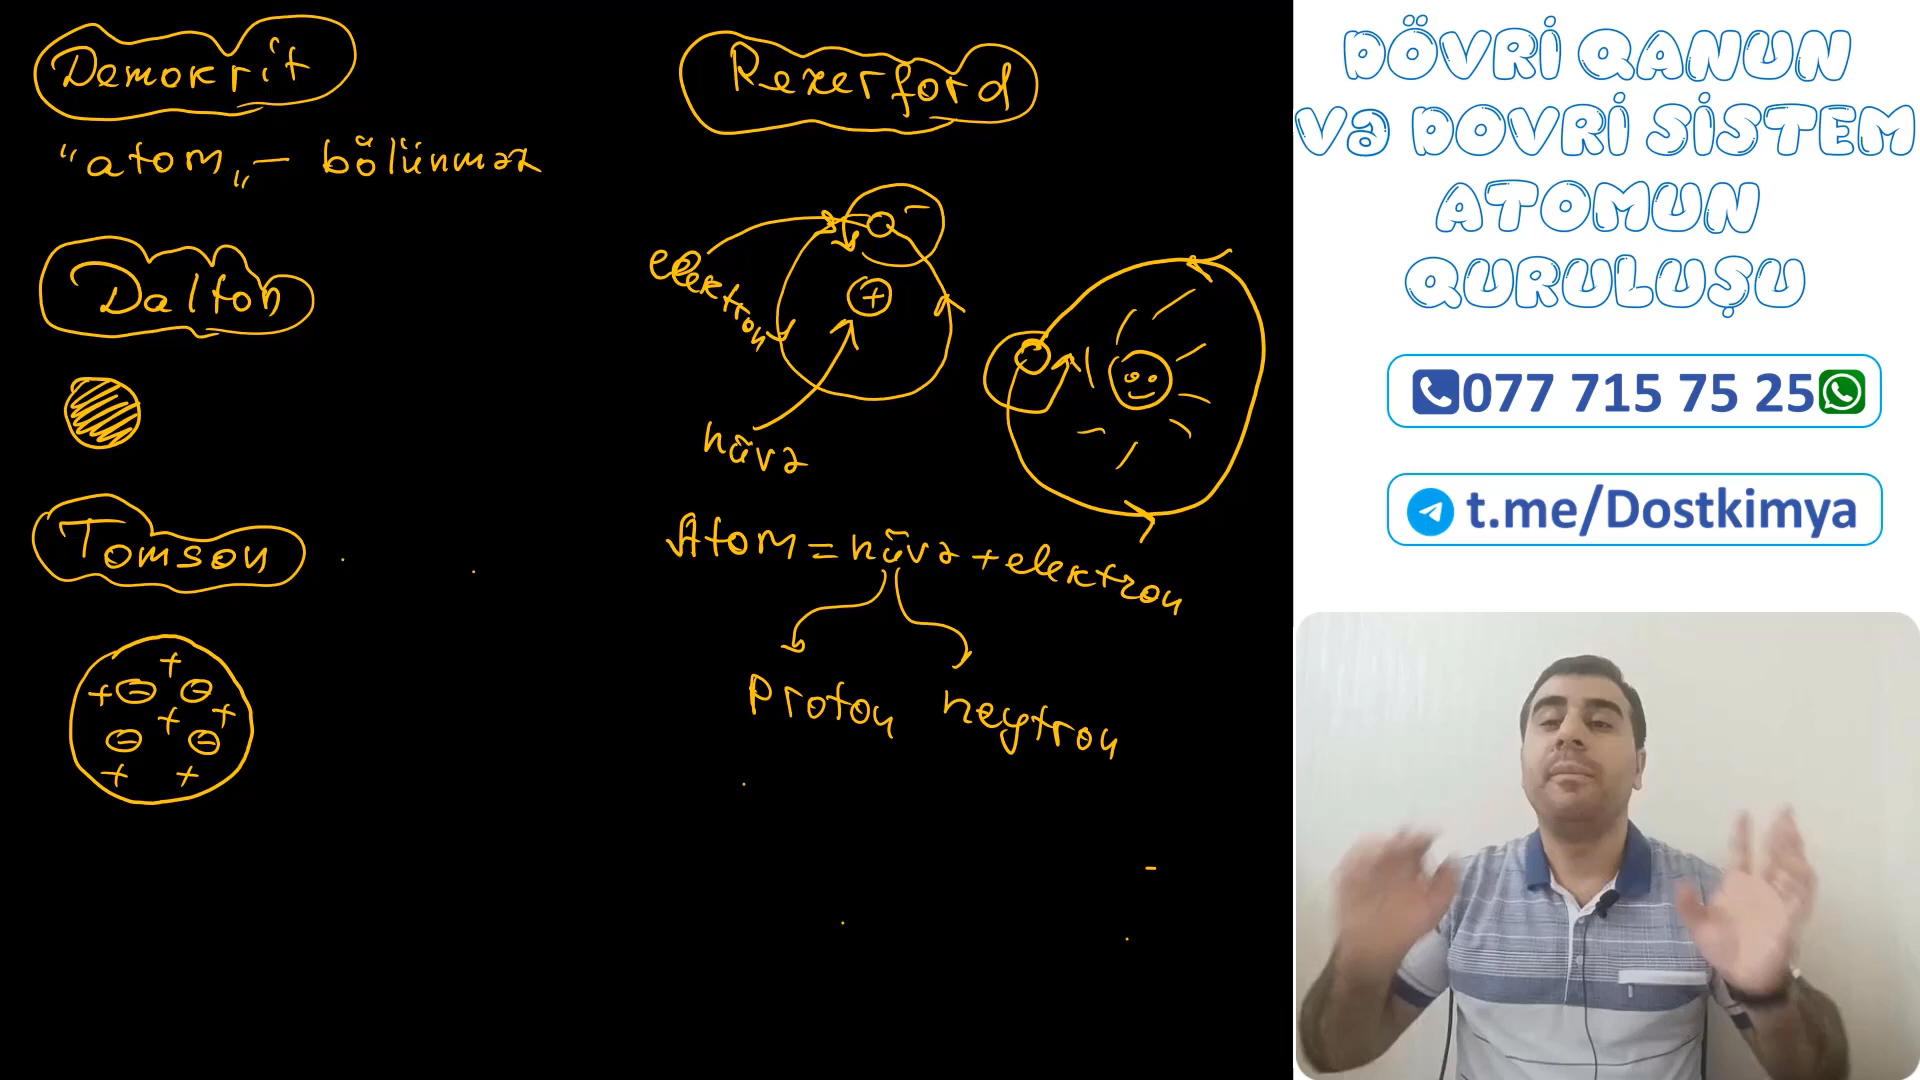 Demokrit
"atom„ – bölünməz
Dalton
Tomson
+
+ ⊖ ⊖
+ +
⊖ ⊖
+ +
Rezerford
–
elektron
+
nüvə
Atom = nüvə + elektron
Proton neytron
DÖVRİ QANUN
VƏ DOVRİ SİSTEM
ATOMUN
QURULUŞU
077 715 75 25
t.me/Dostkimya